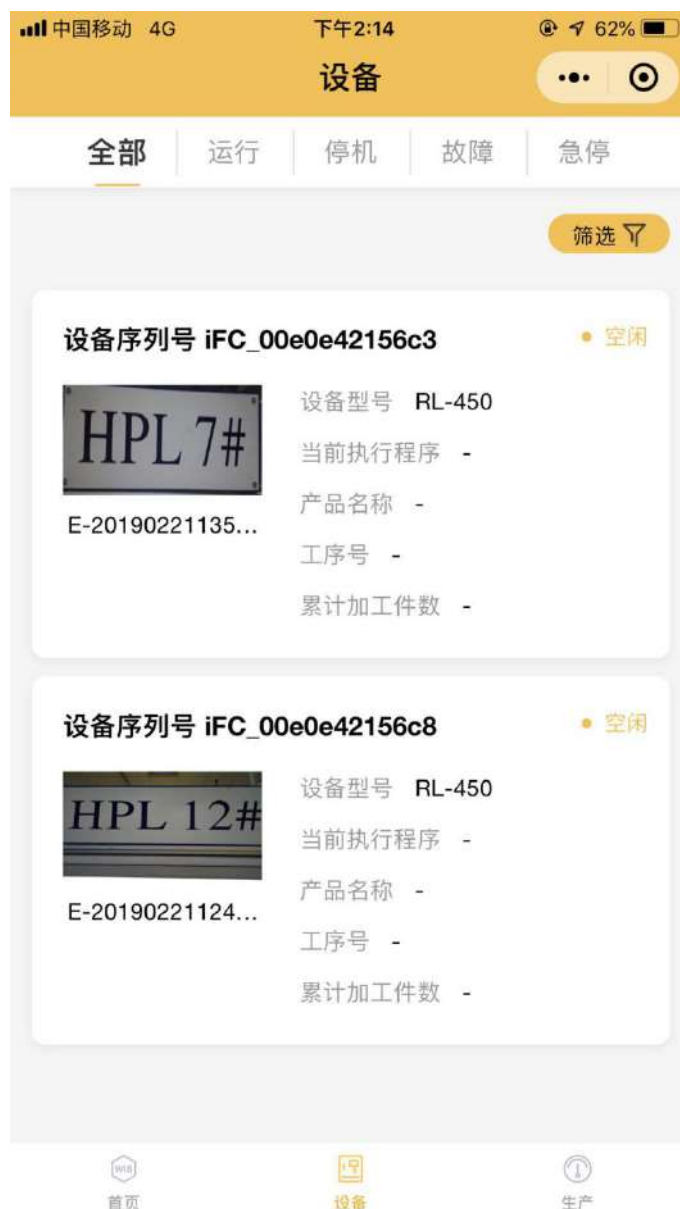 中国移动 4G 下午2:14 62%
设备
全部 运行 停机 故障 急停
筛选
设备序列号 iFC_00e0e42156c3 空闲
HPL 7#
E-20190221135...
设备型号 RL-450
当前执行程序 -
产品名称 -
工序号 -
累计加工件数 -
设备序列号 iFC_00e0e42156c8 空闲
HPL 12#
E-20190221124...
设备型号 RL-450
当前执行程序 -
产品名称 -
工序号 -
累计加工件数 -
WIB
首页 设备 生产